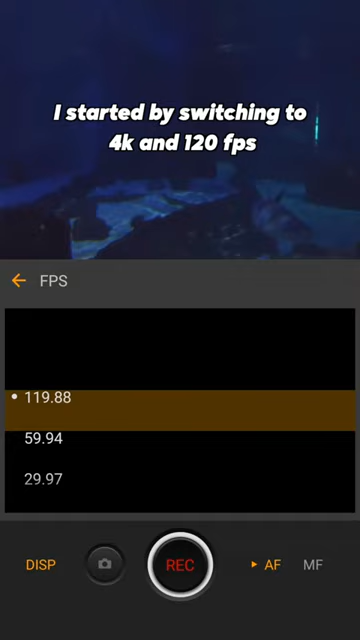 I started by switching to
4k and 120 fps
FPS
119.88
59.94
29.97
DISP
REC
AF
MF